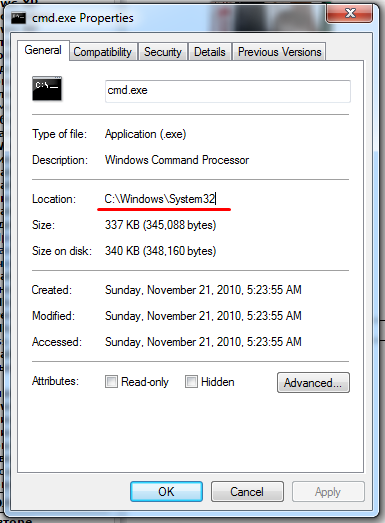 cmd.exe Properties
General Compatibility Security Details Previous Versions
C:\_
cmd.exe
Type of file: Application (.exe)
Description: Windows Command Processor
Location: C:\Windows\System32
Size: 337 KB (345,088 bytes)
Size on disk: 340 KB (348,160 bytes)
Created: Sunday, November 21, 2010, 5:23:55 AM
Modified: Sunday, November 21, 2010, 5:23:55 AM
Accessed: Sunday, November 21, 2010, 5:23:55 AM
Attributes: Read-only Hidden Advanced...
OK Cancel Apply